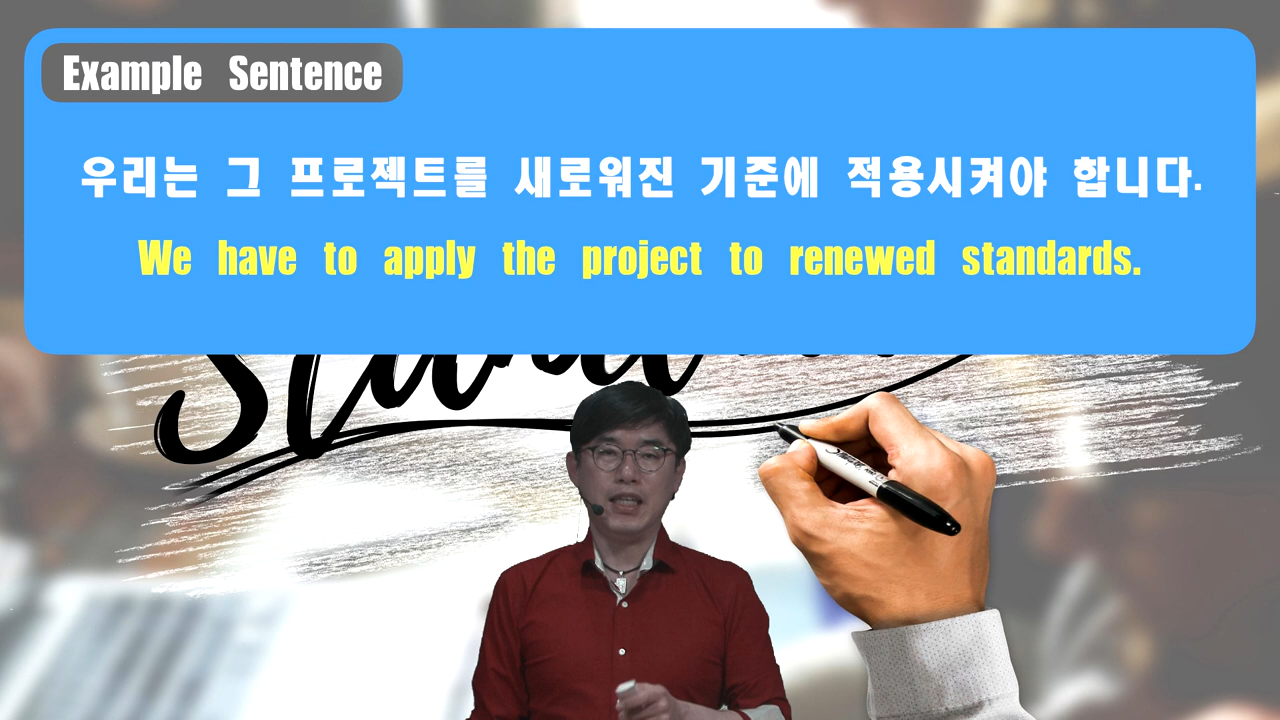 Example Sentence
우리는 그 프로젝트를 새로워진 기준에 적용시켜야 합니다.
We have to apply the project to renewed standards.